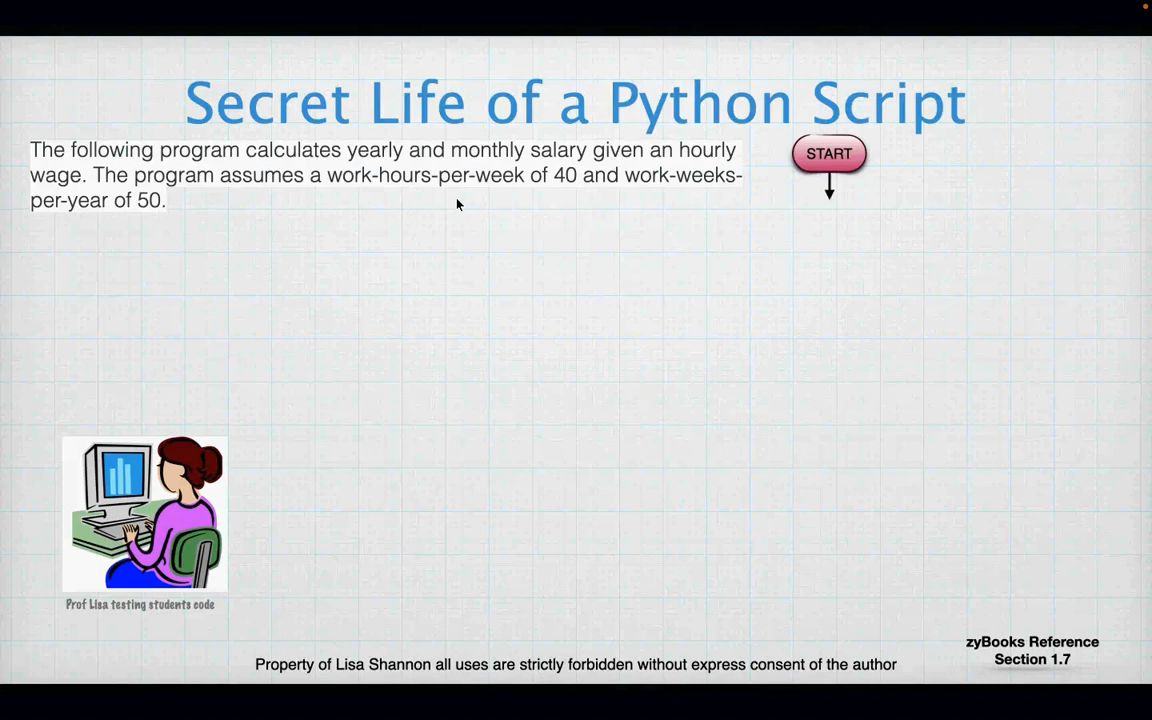 Secret Life of a Python Script
The following program calculates yearly and monthly salary given an hourly
wage. The program assumes a work-hours-per-week of 40 and work-weeks-
per-year of 50.
START
Prof Lisa testing students code
zyBooks Reference
Section 1.7
Property of Lisa Shannon all uses are strictly forbidden without express consent of the author